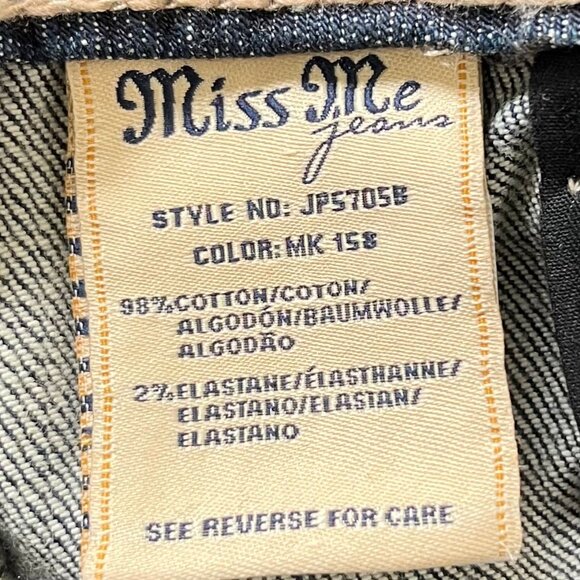 Miss Me
jeans
STYLE NO: JP5705B
COLOR: MK 158
98% COTTON/COTON/
ALGODÓN/BAUMWOLLE/
ALGODÃO
2% ELASTANE/ÉLASTHANNE/
ELASTANO/ELASTAN/
ELASTANO
SEE REVERSE FOR CARE